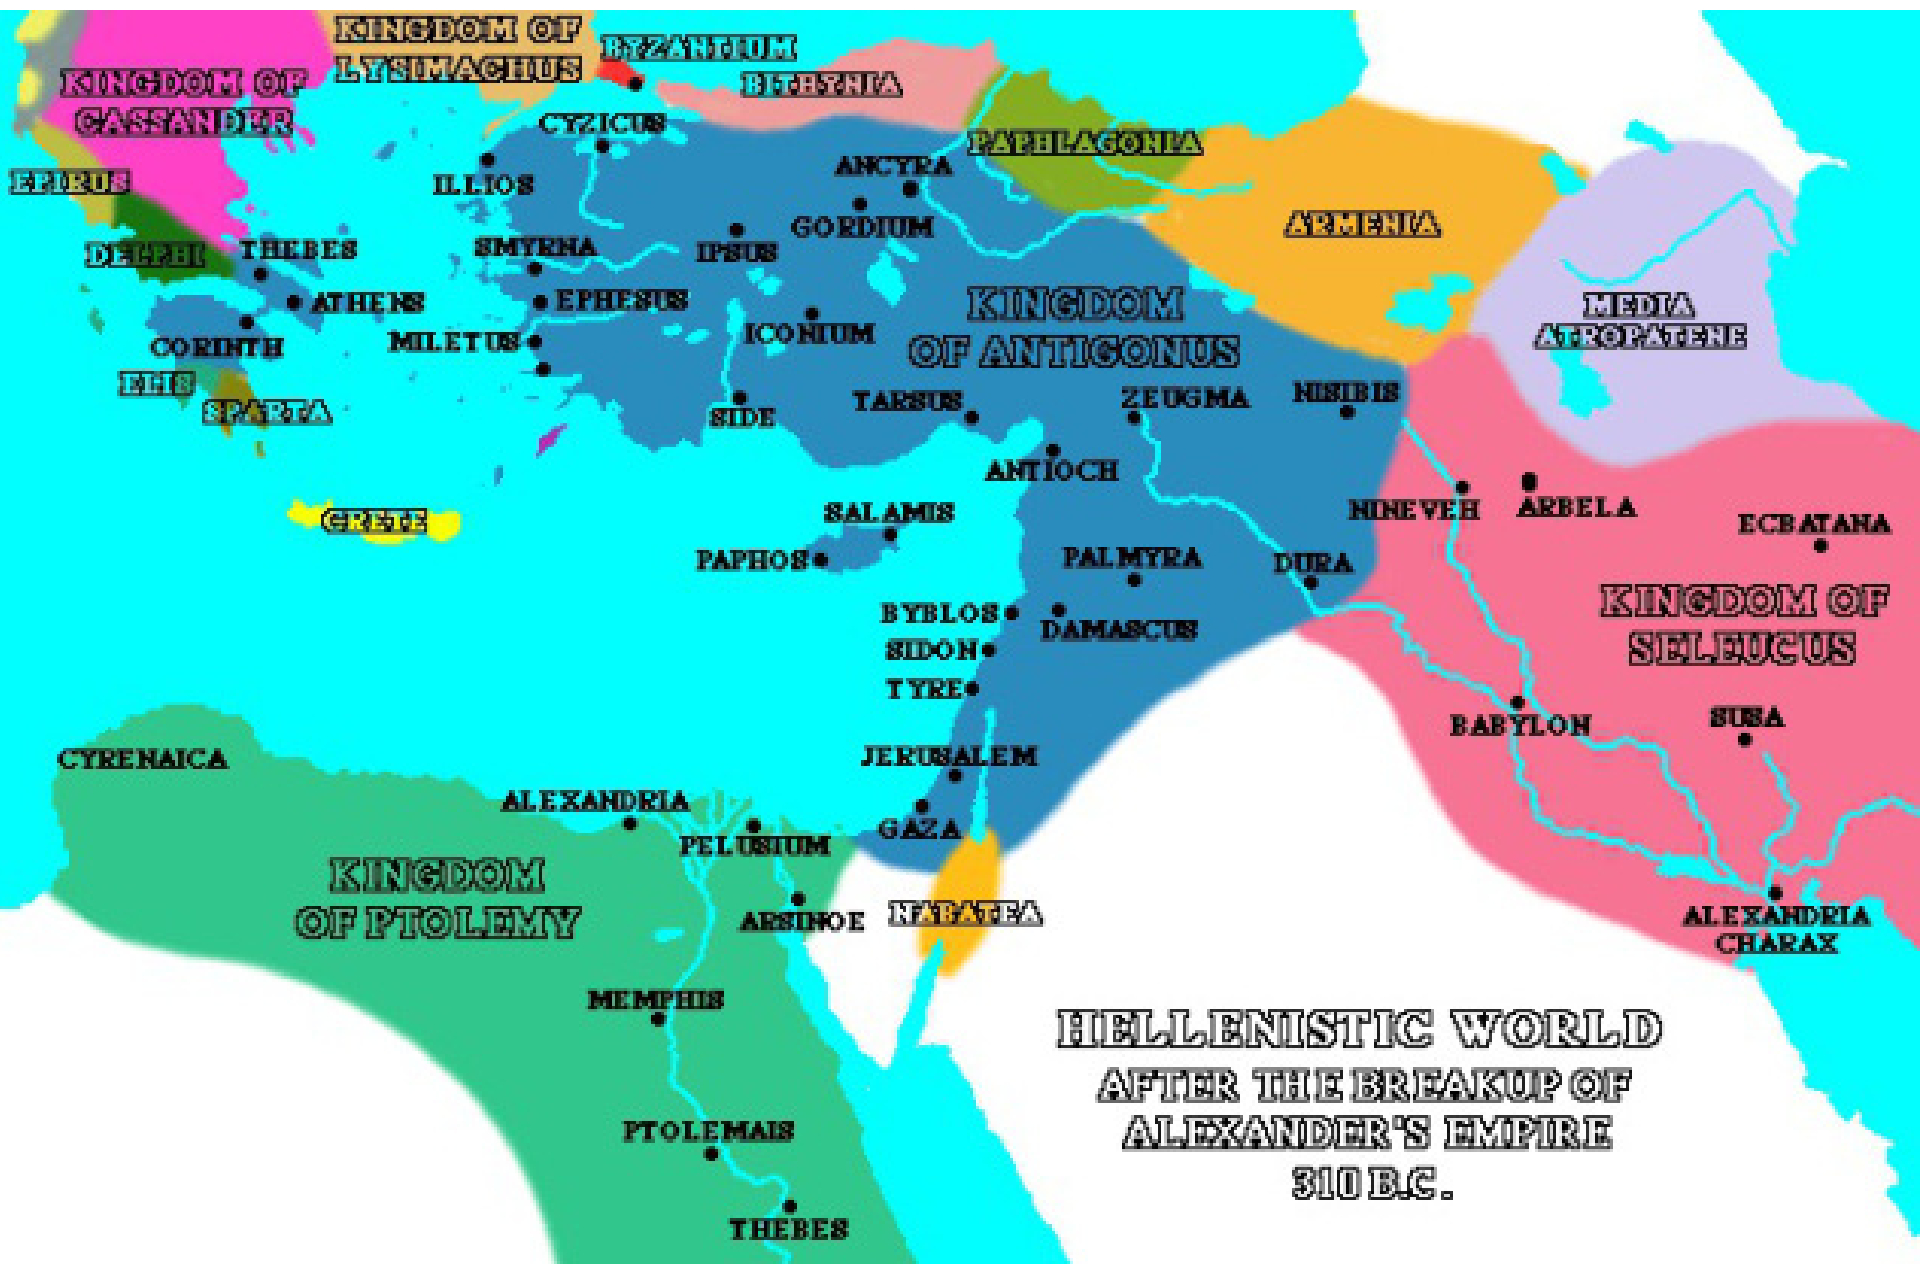 KINGDOM OF
LYSIMACHUS
BYZANTIUM
BITHYNIA
KINGDOM OF
CASSANDER
CYZICUS
PAPHLAGONIA
EPIRUS
ILLIOS
ANCYRA
GORDIUM
ARMENIA
DELPHI
THEBES
SMYRNA
IPSUS
ATHENS
EPHESUS
KINGDOM
OF ANTIGONUS
MEDIA
ATROPATENE
CORINTH
MILETUS
ICONIUM
ELIS
SPARTA
SIDE
TARSUS
ZEUGMA
NISIBIS
ANTIOCH
CRETE
SALAMIS
NINEVEH
ARBELA
ECBATANA
PAPHOS
PALMYRA
DURA
BYBLOS
DAMASCUS
KINGDOM OF
SELEUCUS
SIDON
TYRE
BABYLON
SUSA
CYRENAICA
JERUSALEM
ALEXANDRIA
PELUSIUM
GAZA
KINGDOM
OF PTOLEMY
ARSINOE
NABATEA
ALEXANDRIA
CHARAX
MEMPHIS
HELLENISTIC WORLD
AFTER THE BREAKUP OF
ALEXANDER'S EMPIRE
310 B.C.
PTOLEMAIS
THEBES